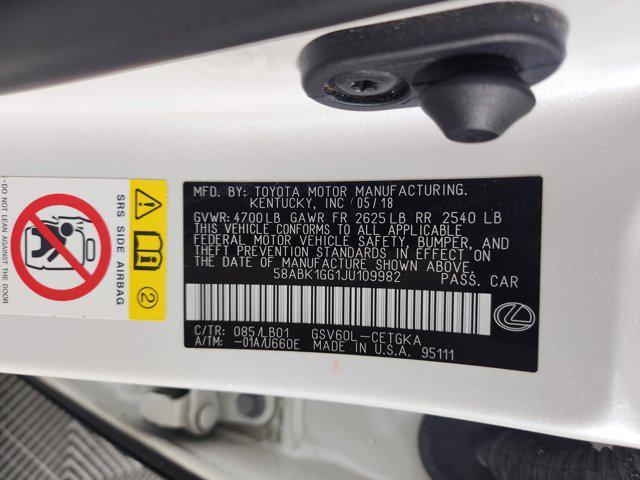 MFD. BY: TOYOTA MOTOR MANUFACTURING.
KENTUCKY, INC /05/18
GVWR: 4700LB GAWR FR 2625LB RR 2540 LB
THIS VEHICLE CONFORMS TO ALL APPLICABLE
FEDERAL MOTOR VEHICLE SAFETY, BUMPER, AND
THEFT PREVENTION STANDARDS IN EFFECT ON
THE DATE OF MANUFACTURE SHOWN ABOVE.
58ABK1GG1JU109982 PASS. CAR
C/TR: 085/LB01 GSV60L-CETGKA
A/TM: -01A/U660E MADE IN U.S.A. 95111
SRS SIDE AIRBAG
2
• DO NOT LEAN AGAINST THE DOOR